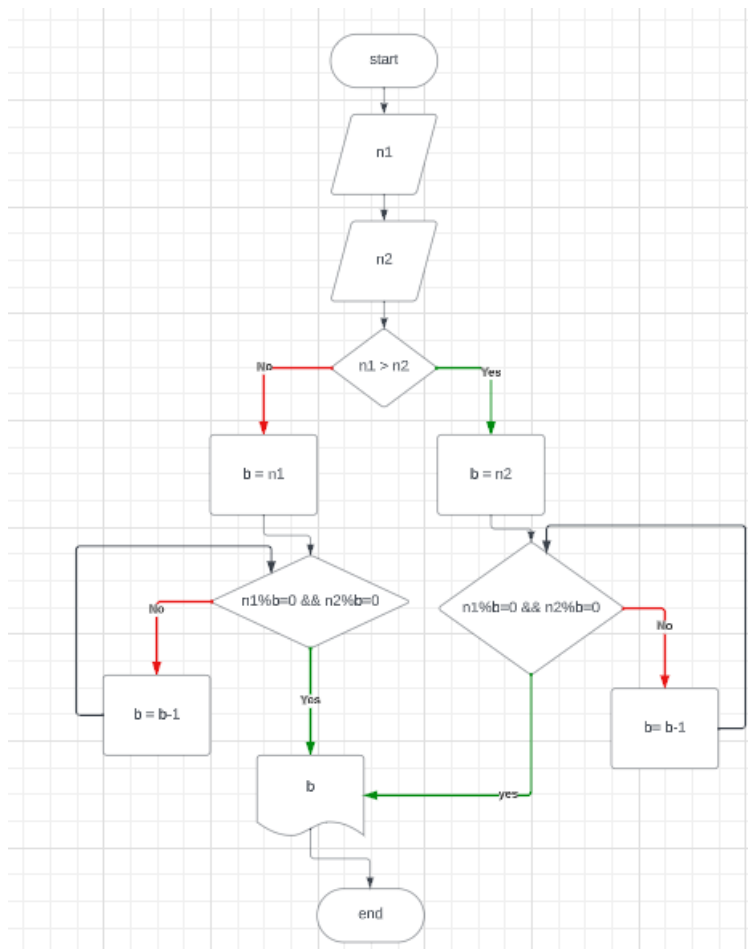 start
n1
n2
n1 > n2
No
Yes
b = n1
b = n2
n1%b=0 && n2%b=0
n1%b=0 && n2%b=0
No
No
b = b-1
Yes
b= b-1
b
yes
end